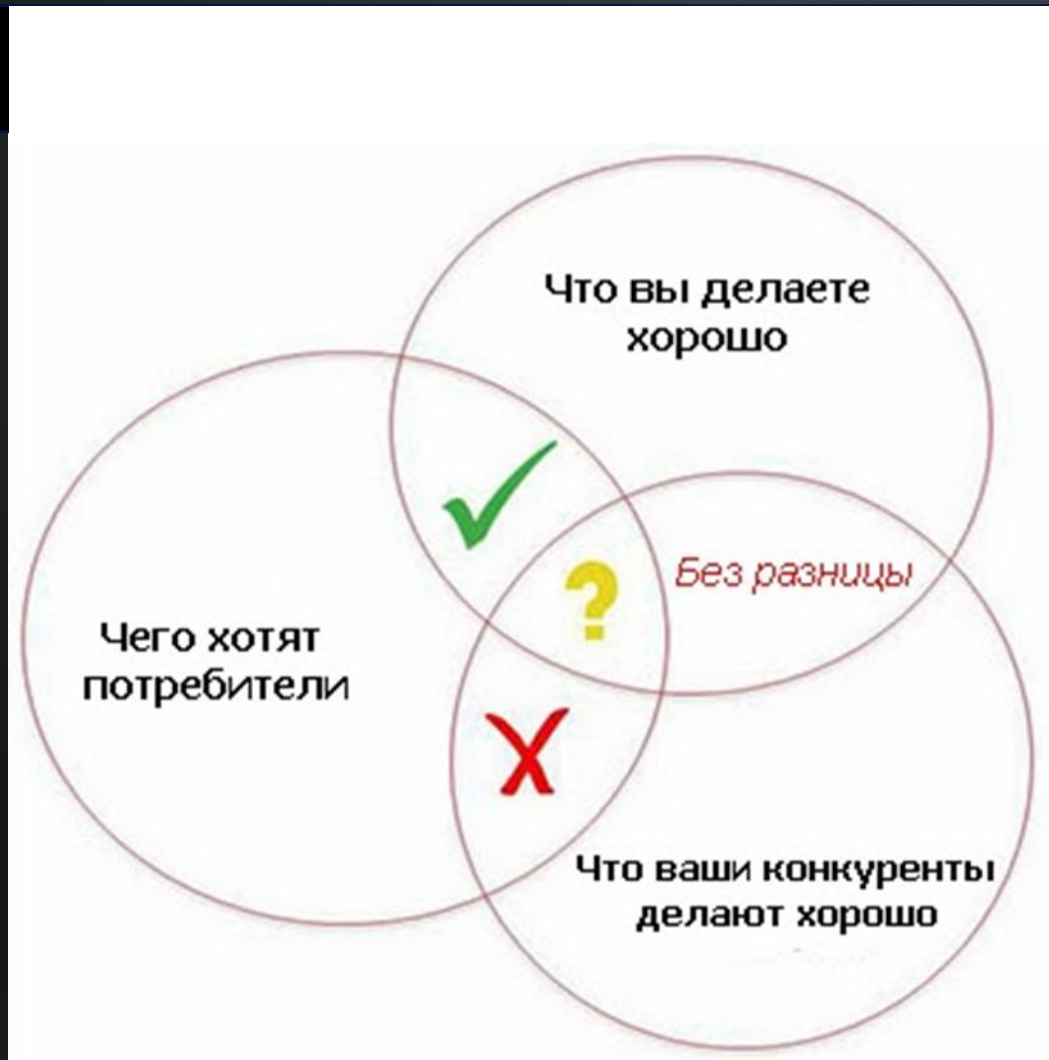 Что вы делаете
хорошо
?
Без разницы
Чего хотят
потребители
Что ваши конкуренты
делают хорошо